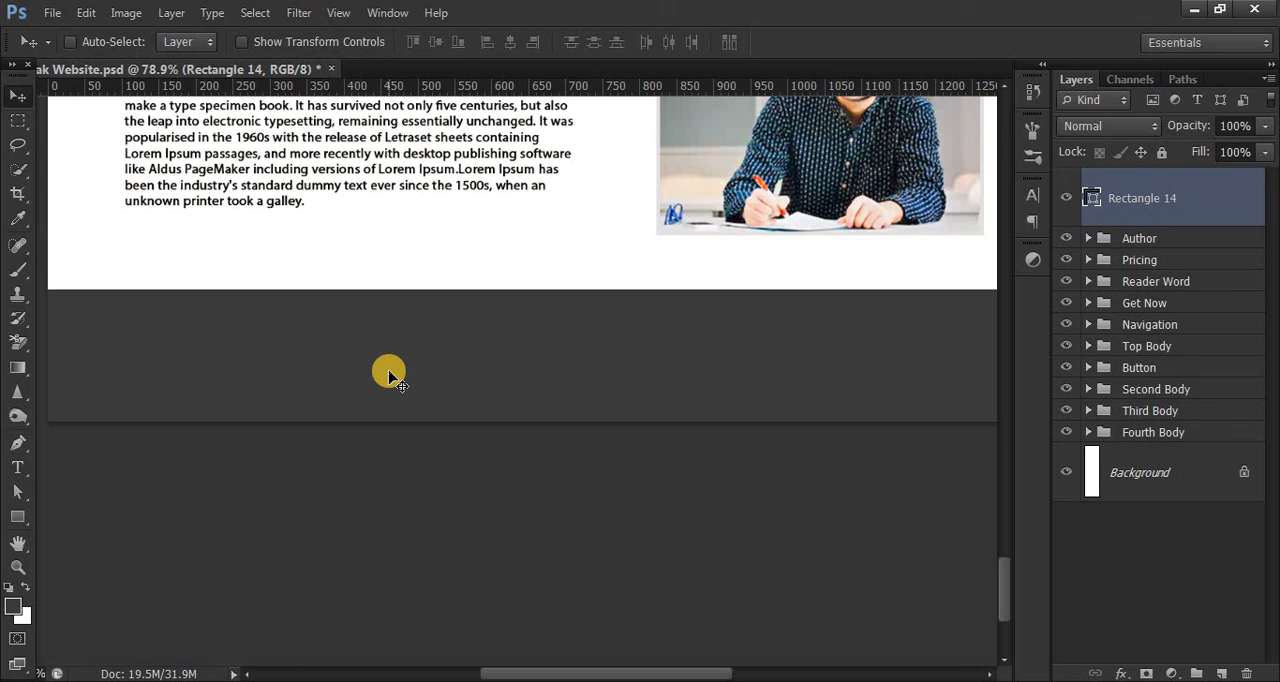 Ps File Edit Image Layer Type Select Filter View Window Help
Auto-Select: Layer Show Transform Controls Essentials
ak Website.psd @ 78.9% (Rectangle 14, RGB/8) * ×
0 50 100 150 200 250 300 350 400 450 500 550 600 650 700 750 800 850 900 950 1000 1050 1100 1150 1200 1250
make a type specimen book. It has survived not only five centuries, but also
the leap into electronic typesetting, remaining essentially unchanged. It was
popularised in the 1960s with the release of Letraset sheets containing
Lorem Ipsum passages, and more recently with desktop publishing software
like Aldus PageMaker including versions of Lorem Ipsum.Lorem Ipsum has
been the industry's standard dummy text ever since the 1500s, when an
unknown printer took a galley.
Layers Channels Paths
Kind
Normal Opacity: 100%
Lock: Fill: 100%
Rectangle 14
Author
Pricing
Reader Word
Get Now
Navigation
Top Body
Button
Second Body
Third Body
Fourth Body
Background
% Doc: 19.5M/31.9M
fx